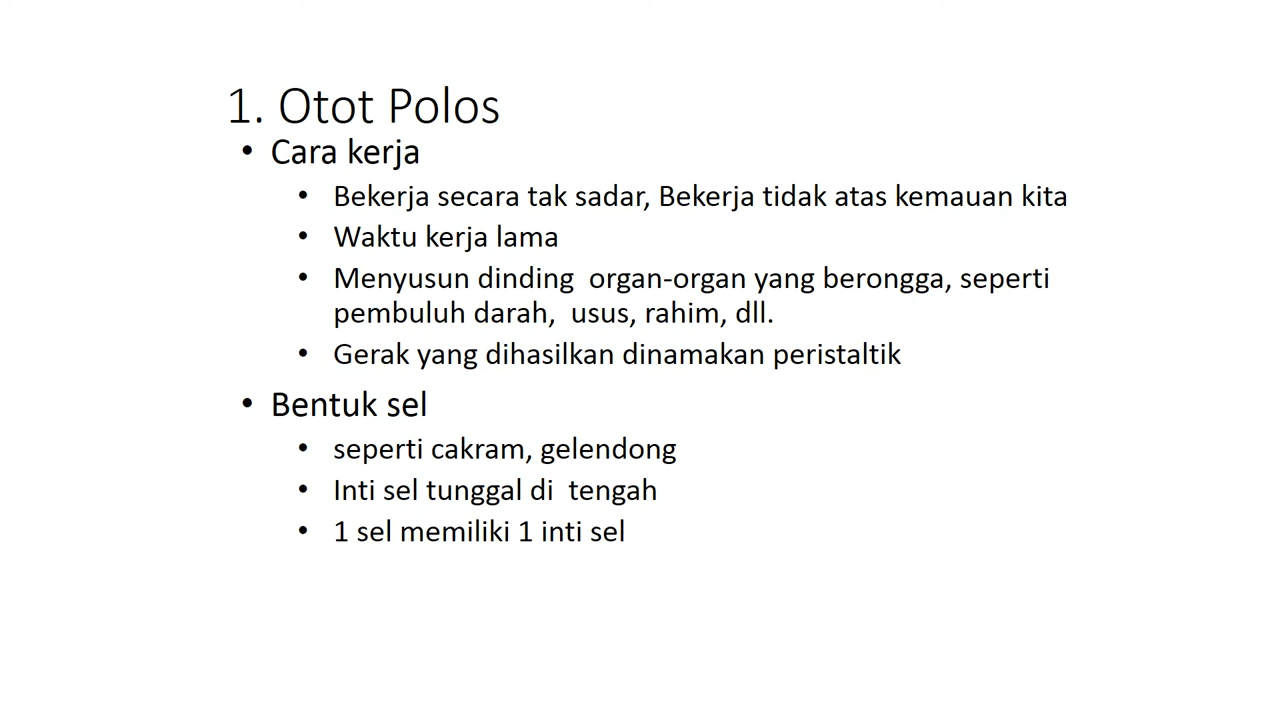 1. Otot Polos
• Cara kerja
• Bekerja secara tak sadar, Bekerja tidak atas kemauan kita
• Waktu kerja lama
• Menyusun dinding  organ-organ yang berongga, seperti
pembuluh darah,  usus, rahim, dll.
• Gerak yang dihasilkan dinamakan peristaltik
• Bentuk sel
• seperti cakram, gelendong
• Inti sel tunggal di  tengah
• 1 sel memiliki 1 inti sel